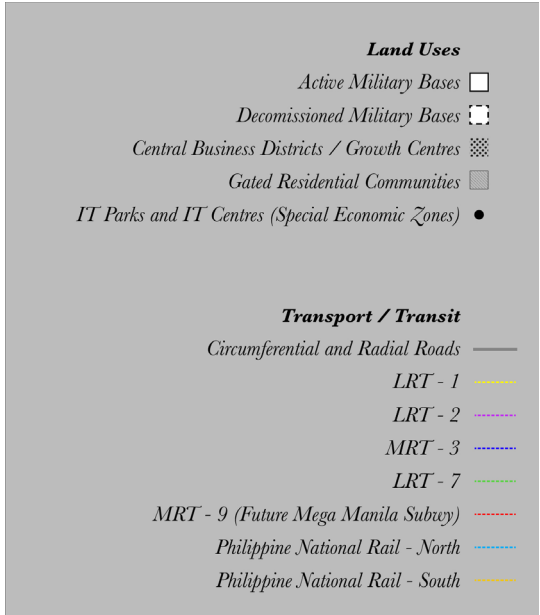 Land Uses
Active Military Bases
Decomissioned Military Bases
Central Business Districts / Growth Centres
Gated Residential Communities
IT Parks and IT Centres (Special Economic Zones)
Transport / Transit
Circumferential and Radial Roads
LRT - 1
LRT - 2
MRT - 3
LRT - 7
MRT - 9 (Future Mega Manila Subwy)
Philippine National Rail - North
Philippine National Rail - South